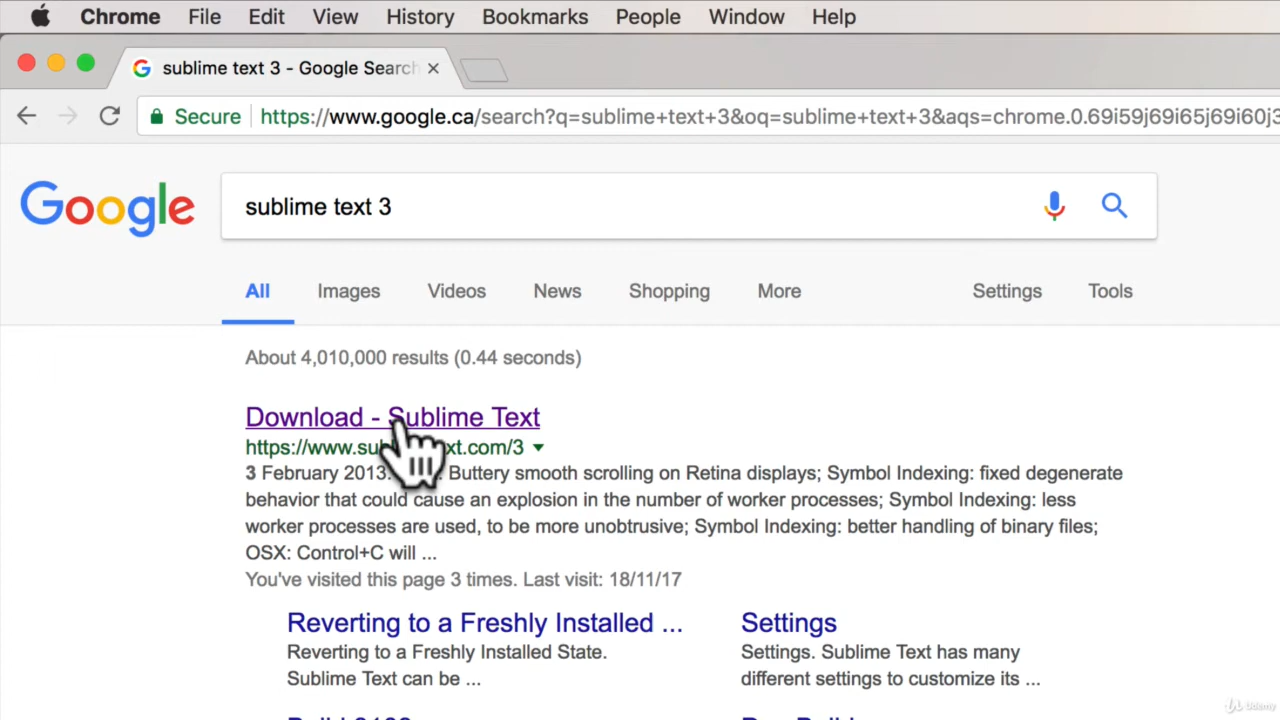 Chrome File Edit View History Bookmarks People Window Help
sublime text 3 - Google Search
Secure https://www.google.ca/search?q=sublime+text+3&oq=sublime+text+3&aqs=chrome.0.69i59j69i65j69i60j3
Google sublime text 3
All Images Videos News Shopping More Settings Tools
About 4,010,000 results (0.44 seconds)
Download - Sublime Text
https://www.sub xt.com/3
3 February 2013. Buttery smooth scrolling on Retina displays; Symbol Indexing: fixed degenerate
behavior that could cause an explosion in the number of worker processes; Symbol Indexing: less
worker processes are used, to be more unobtrusive; Symbol Indexing: better handling of binary files;
OSX: Control+C will ...
You've visited this page 3 times. Last visit: 18/11/17
Reverting to a Freshly Installed ... Settings
Reverting to a Freshly Installed State. Settings. Sublime Text has many
Sublime Text can be ... different settings to customize its ...
Udemy